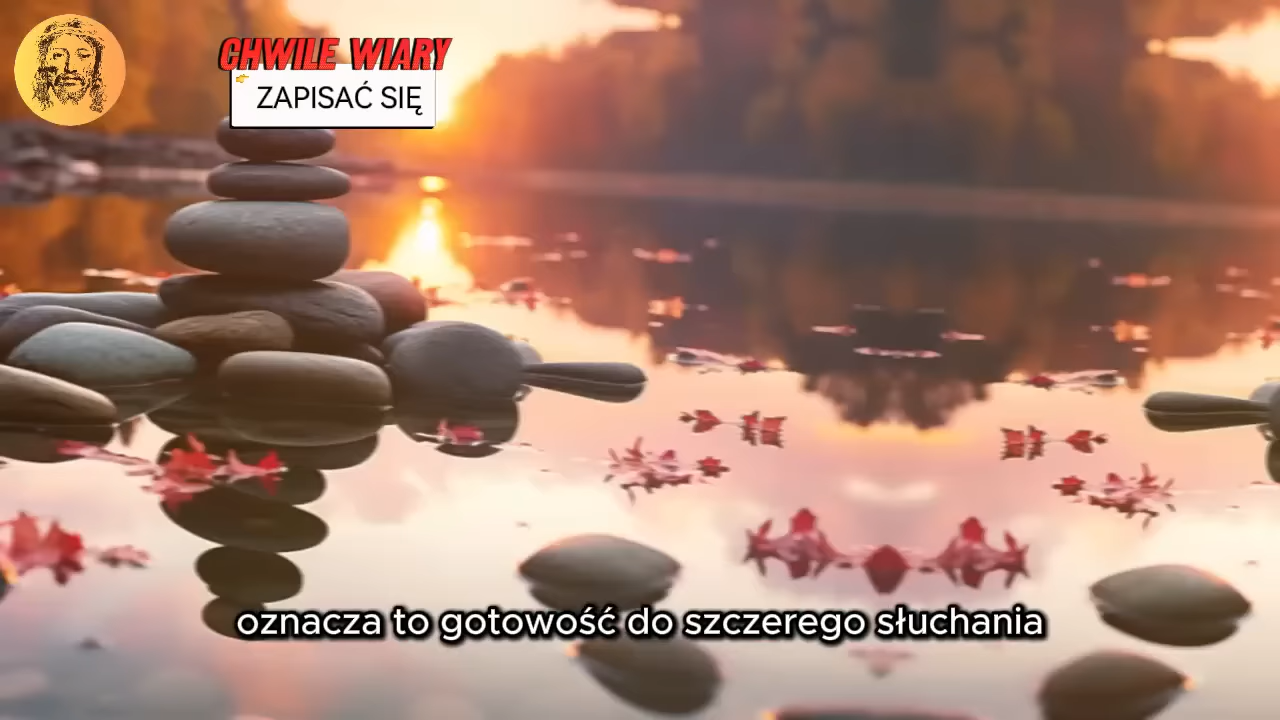 CHWILE WIARY
ZAPISAĆ SIĘ
oznacza to gotowość do szczerego słuchania